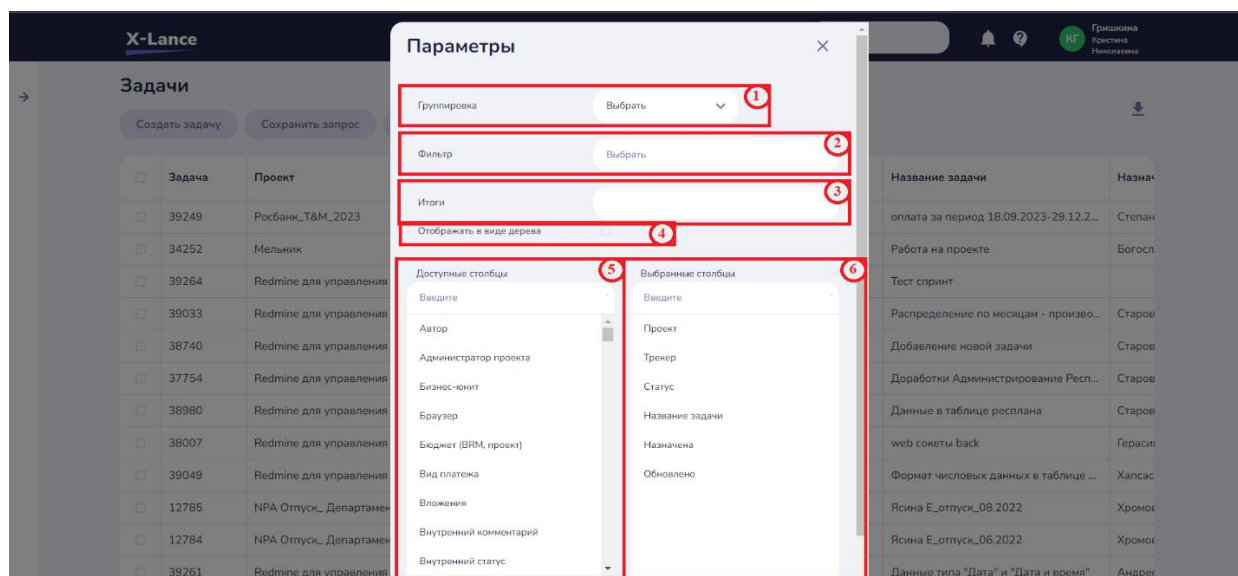 X-Lance
Гришкина
Кристина
Николаевна
КГ
Параметры
Задачи
Создать задачу
Сохранить запрос
Группировка
Выбрать
1
Фильтр
Выбрать
2
Итоги
3
Отображать в виде дерева
4
Доступные столбцы
5
Введите
Автор
Администратор проекта
Бизнес-юнит
Браузер
Бюджет (BRM, проект)
Вид платежа
Вложения
Внутренний комментарий
Внутренний статус
Выбранные столбцы
6
Введите
Проект
Трекер
Статус
Название задачи
Назначена
Обновлено
Задача Проект Название задачи Назнач
39249 Росбанк_T&M_2023 оплата за период 18.09.2023-29.12.2... Степан
34252 Мельник Работа на проекте Богосл
39264 Redmine для управления Тест спринт
39033 Redmine для управления Распределение по месяцам - произво... Старов
38740 Redmine для управления Добавление новой задачи Старов
37754 Redmine для управления Доработки Администрирование Респ... Старов
38980 Redmine для управления Данные в таблице респлана Старов
38007 Redmine для управления web сокеты back Гераси
39049 Redmine для управления Формат числовых данных в таблице ... Хапсас
12785 NPA Отпуск_ Департамен Ясина Е_отпуск_08.2022 Хромов
12784 NPA Отпуск_ Департамен Ясина Е_отпуск_06.2022 Хромов
39261 Redmine для управления Данные типа "Дата" и "Дата и время" Андрее